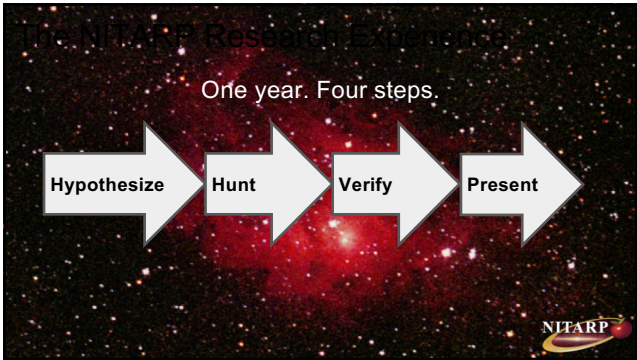 The NITARP Research Experience
One year. Four steps.
Hypothesize
Hunt
Verify
Present
NITARP